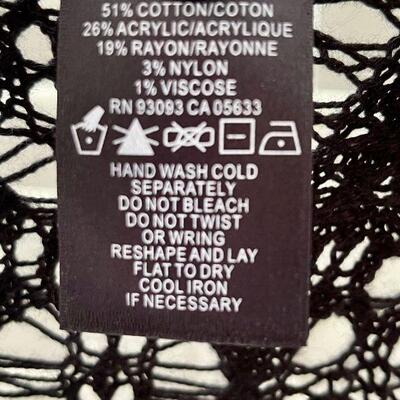 51% COTTON/COTON
26% ACRYLIC/ACRYLIQUE
19% RAYON/RAYONNE
3% NYLON
1% VISCOSE
RN 93093 CA 05633
HAND WASH COLD
SEPARATELY
DO NOT BLEACH
DO NOT TWIST
OR WRING
RESHAPE AND LAY
FLAT TO DRY
COOL IRON
IF NECESSARY